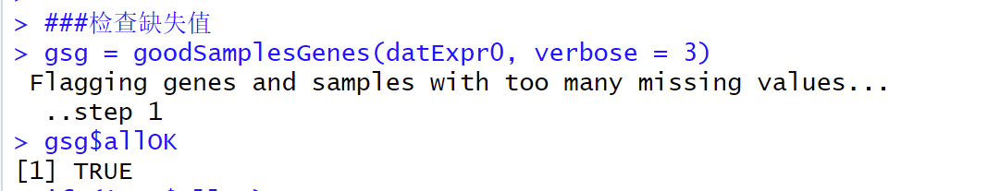 > ###检查缺失值
> gsg = goodSamplesGenes(datExpr0, verbose = 3)
 Flagging genes and samples with too many missing values...
  ..step 1
> gsg$allOK
[1] TRUE